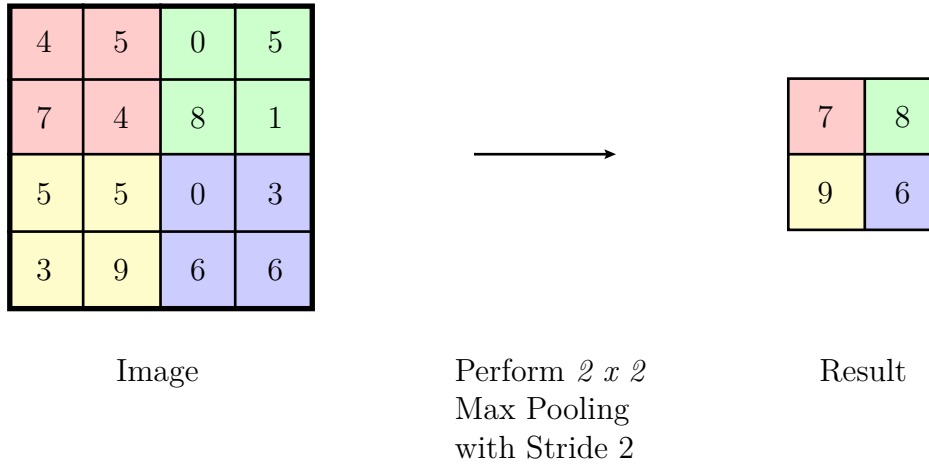 4 5 0 5
7 4 8 1
5 5 0 3
3 9 6 6
7 8
9 6
Image
Perform 2 x 2
Max Pooling
with Stride 2
Result